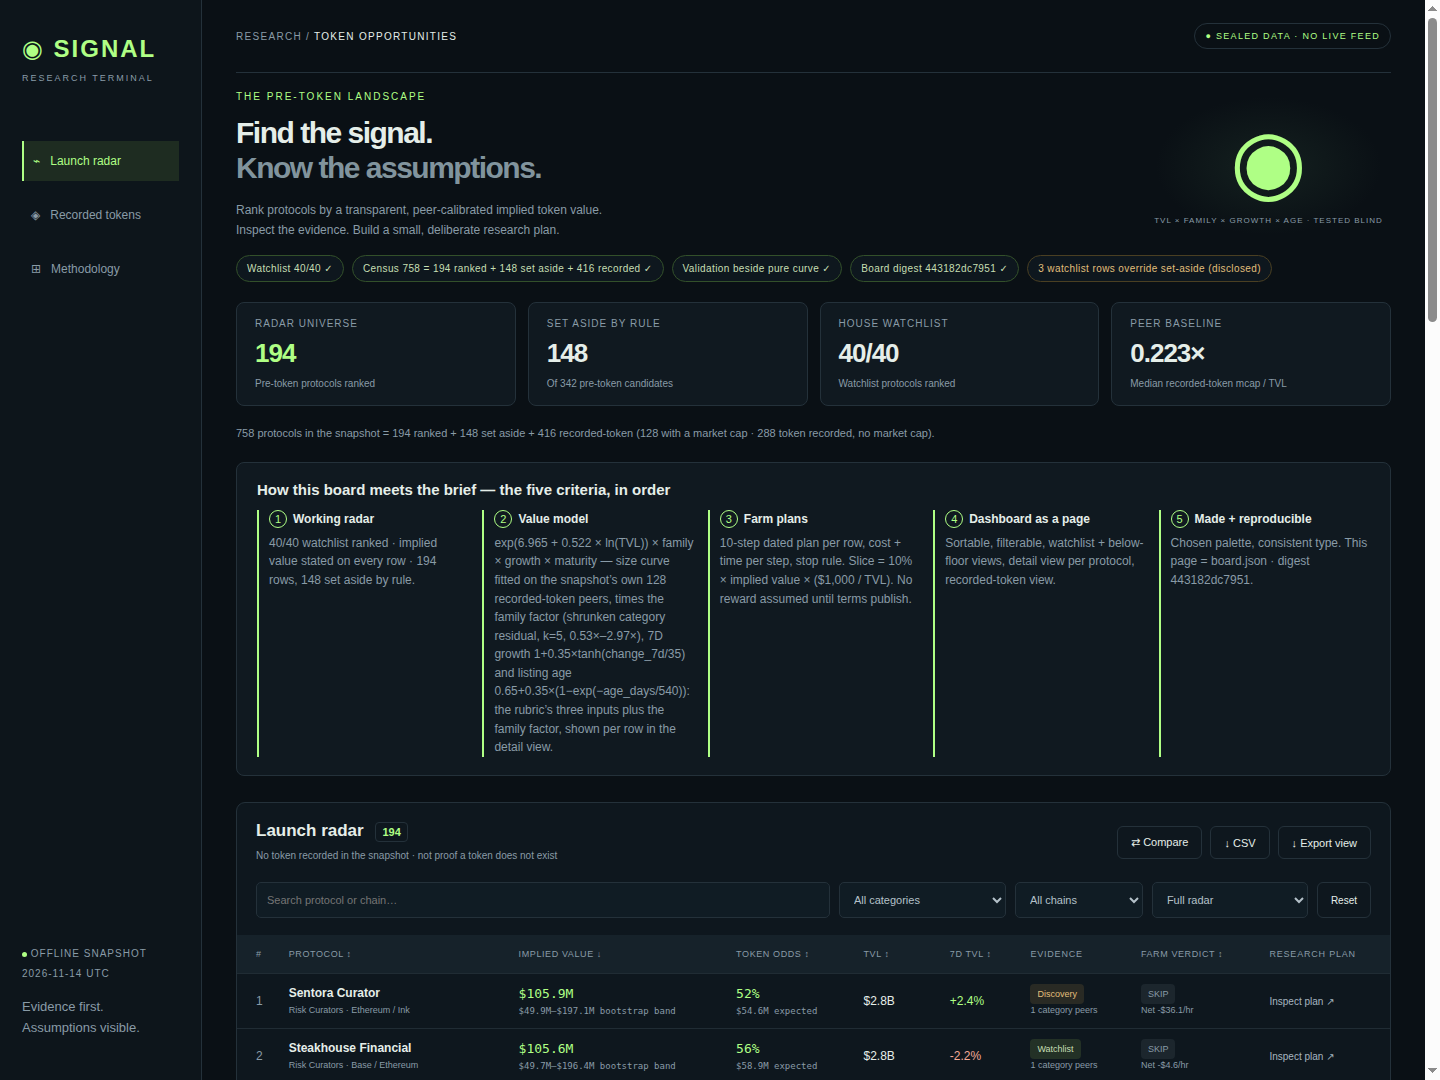 ◉ SIGNAL
RESEARCH TERMINAL
⌁ Launch radar
◈ Recorded tokens
⊞ Methodology
● OFFLINE SNAPSHOT
2026-11-14 UTC
Evidence first.
Assumptions visible.
RESEARCH / TOKEN OPPORTUNITIES
● SEALED DATA · NO LIVE FEED
THE PRE-TOKEN LANDSCAPE
Find the signal.
Know the assumptions.
Rank protocols by a transparent, peer-calibrated implied token value.
Inspect the evidence. Build a small, deliberate research plan.
TVL × FAMILY × GROWTH × AGE · TESTED BLIND
Watchlist 40/40 ✓
Census 758 = 194 ranked + 148 set aside + 416 recorded ✓
Validation beside pure curve ✓
Board digest 443182dc7951 ✓
3 watchlist rows override set-aside (disclosed)
RADAR UNIVERSE
194
Pre-token protocols ranked
SET ASIDE BY RULE
148
Of 342 pre-token candidates
HOUSE WATCHLIST
40/40
Watchlist protocols ranked
PEER BASELINE
0.223×
Median recorded-token mcap / TVL
758 protocols in the snapshot = 194 ranked + 148 set aside + 416 recorded-token (128 with a market cap · 288 token recorded, no market cap).
How this board meets the brief — the five criteria, in order
1 Working radar
40/40 watchlist ranked · implied
value stated on every row · 194
rows, 148 set aside by rule.
2 Value model
exp(6.965 + 0.522 × ln(TVL)) × family
× growth × maturity — size curve
fitted on the snapshot's own 128
recorded-token peers, times the
family factor (shrunken category
residual, k=5, 0.53×–2.97×), 7D
growth 1+0.35×tanh(change_7d/35)
and listing age
0.65+0.35×(1−exp(−age_days/540)):
the rubric's three inputs plus the
family factor, shown per row in the
detail view.
3 Farm plans
10-step dated plan per row, cost +
time per step, stop rule. Slice = 10%
× implied value × ($1,000 / TVL). No
reward assumed until terms publish.
4 Dashboard as a page
Sortable, filterable, watchlist + below-
floor views, detail view per protocol,
recorded-token view.
5 Made + reproducible
Chosen palette, consistent type. This
page = board.json · digest
443182dc7951.
Launch radar 194
No token recorded in the snapshot · not proof a token does not exist
⇄ Compare
↓ CSV
↓ Export view
Search protocol or chain…
All categories
All chains
Full radar
Reset
# PROTOCOL ↕ IMPLIED VALUE ↓ TOKEN ODDS ↕ TVL ↕ 7D TVL ↕ EVIDENCE FARM VERDICT ↕ RESEARCH PLAN
1 Sentora Curator $105.9M 52% $2.8B +2.4% Discovery SKIP Inspect plan ↗
Risk Curators · Ethereum / Ink $49.9M–$197.1M bootstrap band $54.6M expected 1 category peers Net -$36.1/hr
2 Steakhouse Financial $105.6M 56% $2.8B -2.2% Watchlist SKIP Inspect plan ↗
Risk Curators · Base / Ethereum $49.7M–$196.4M bootstrap band $58.9M expected 1 category peers Net -$4.6/hr